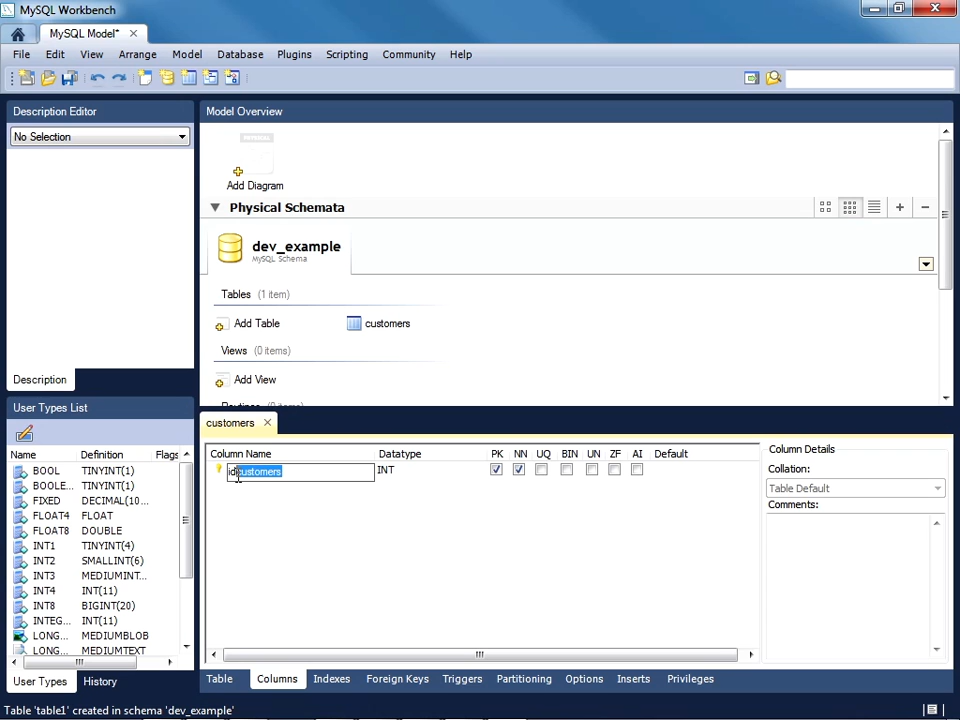 MySQL Workbench
MySQL Model*
File Edit View Arrange Model Database Plugins Scripting Community Help
Description Editor
No Selection
Description
Model Overview
Add Diagram
Physical Schemata
dev_example
MySQL Schema
Tables (1 item)
Add Table customers
Views (0 items)
Add View
Routines (0 items)
User Types List
Name Definition Flags
BOOL TINYINT(1)
BOOLE... TINYINT(1)
FIXED DECIMAL(10...
FLOAT4 FLOAT
FLOAT8 DOUBLE
INT1 TINYINT(4)
INT2 SMALLINT(6)
INT3 MEDIUMINT...
INT4 INT(11)
INT8 BIGINT(20)
INTEG... INT(11)
LONG... MEDIUMBLOB
LONG... MEDIUMTEXT
User Types History
customers
Column Name Datatype PK NN UQ BIN UN ZF AI Default
idcustomers INT
Column Details
Collation:
Table Default
Comments:
Table Columns Indexes Foreign Keys Triggers Partitioning Options Inserts Privileges
Table 'table1' created in schema 'dev_example'